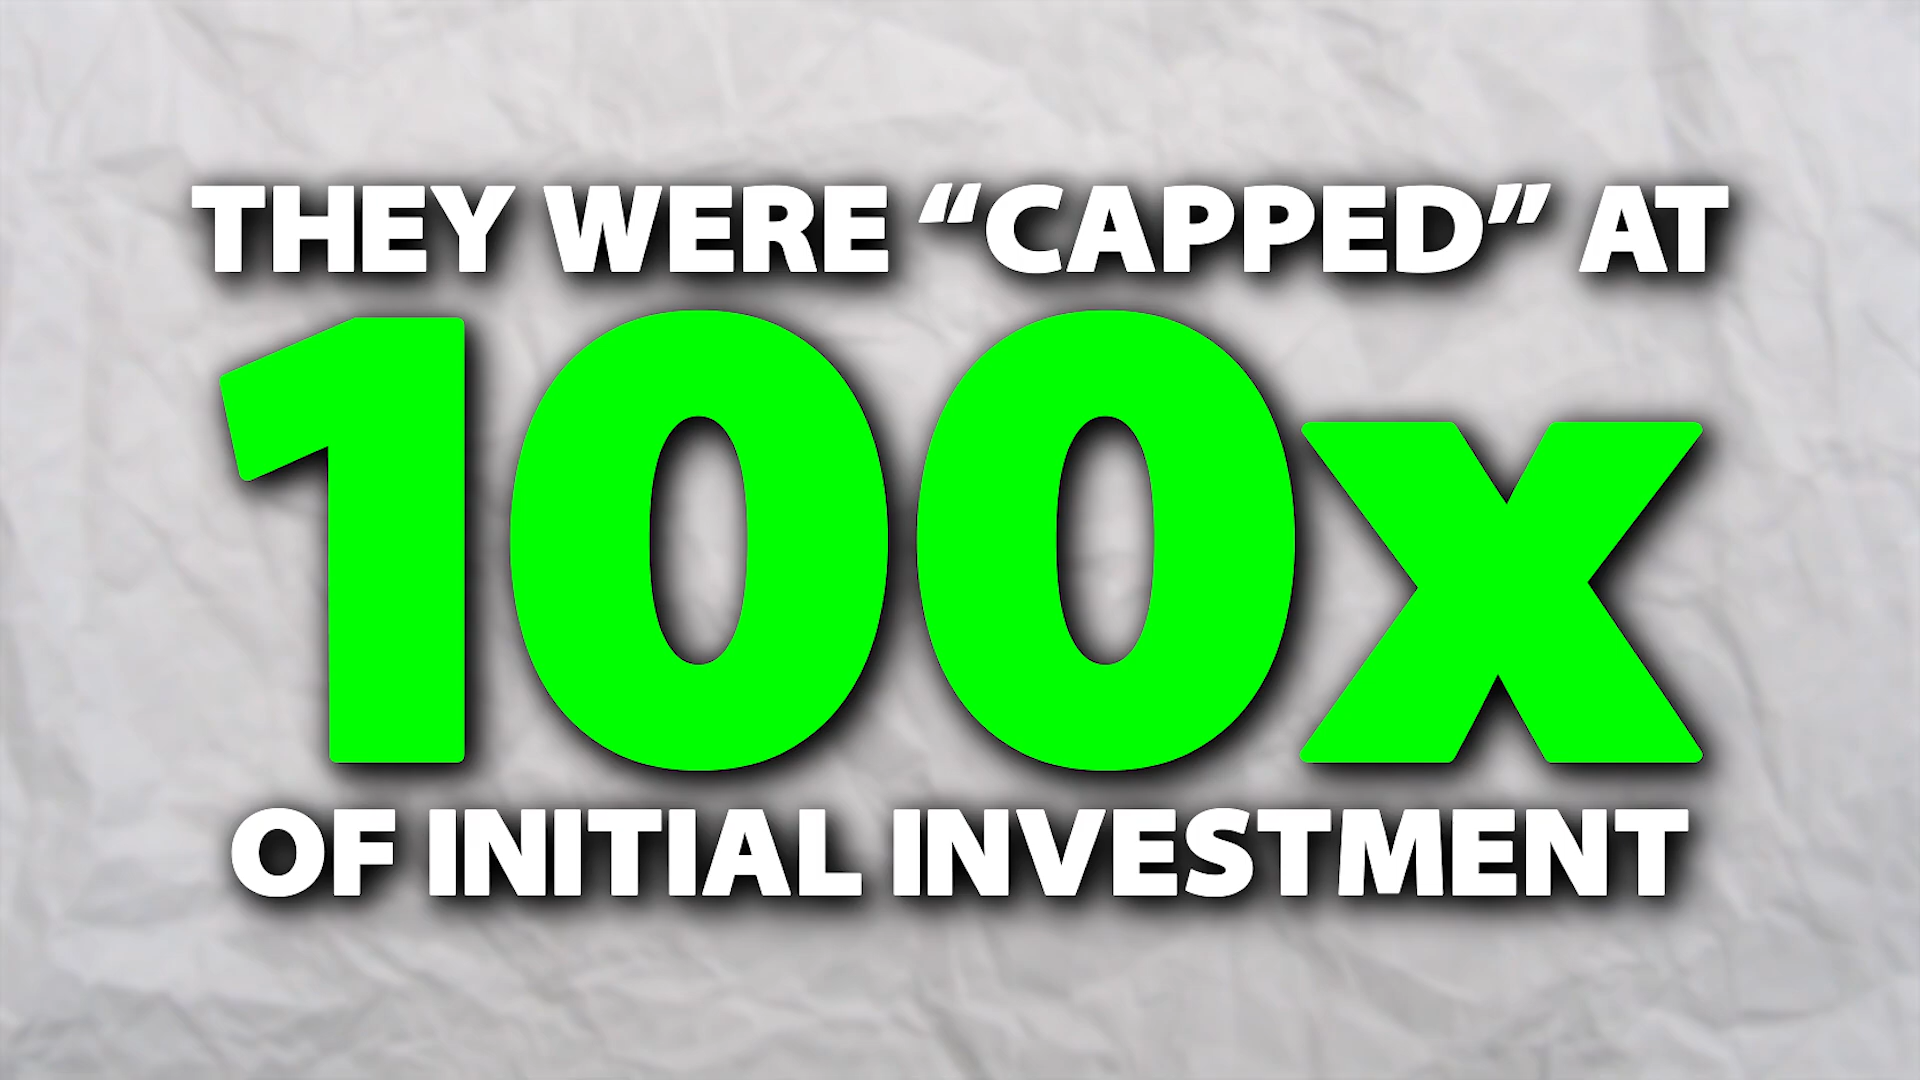 THEY WERE “CAPPED” AT
100x
OF INITIAL INVESTMENT